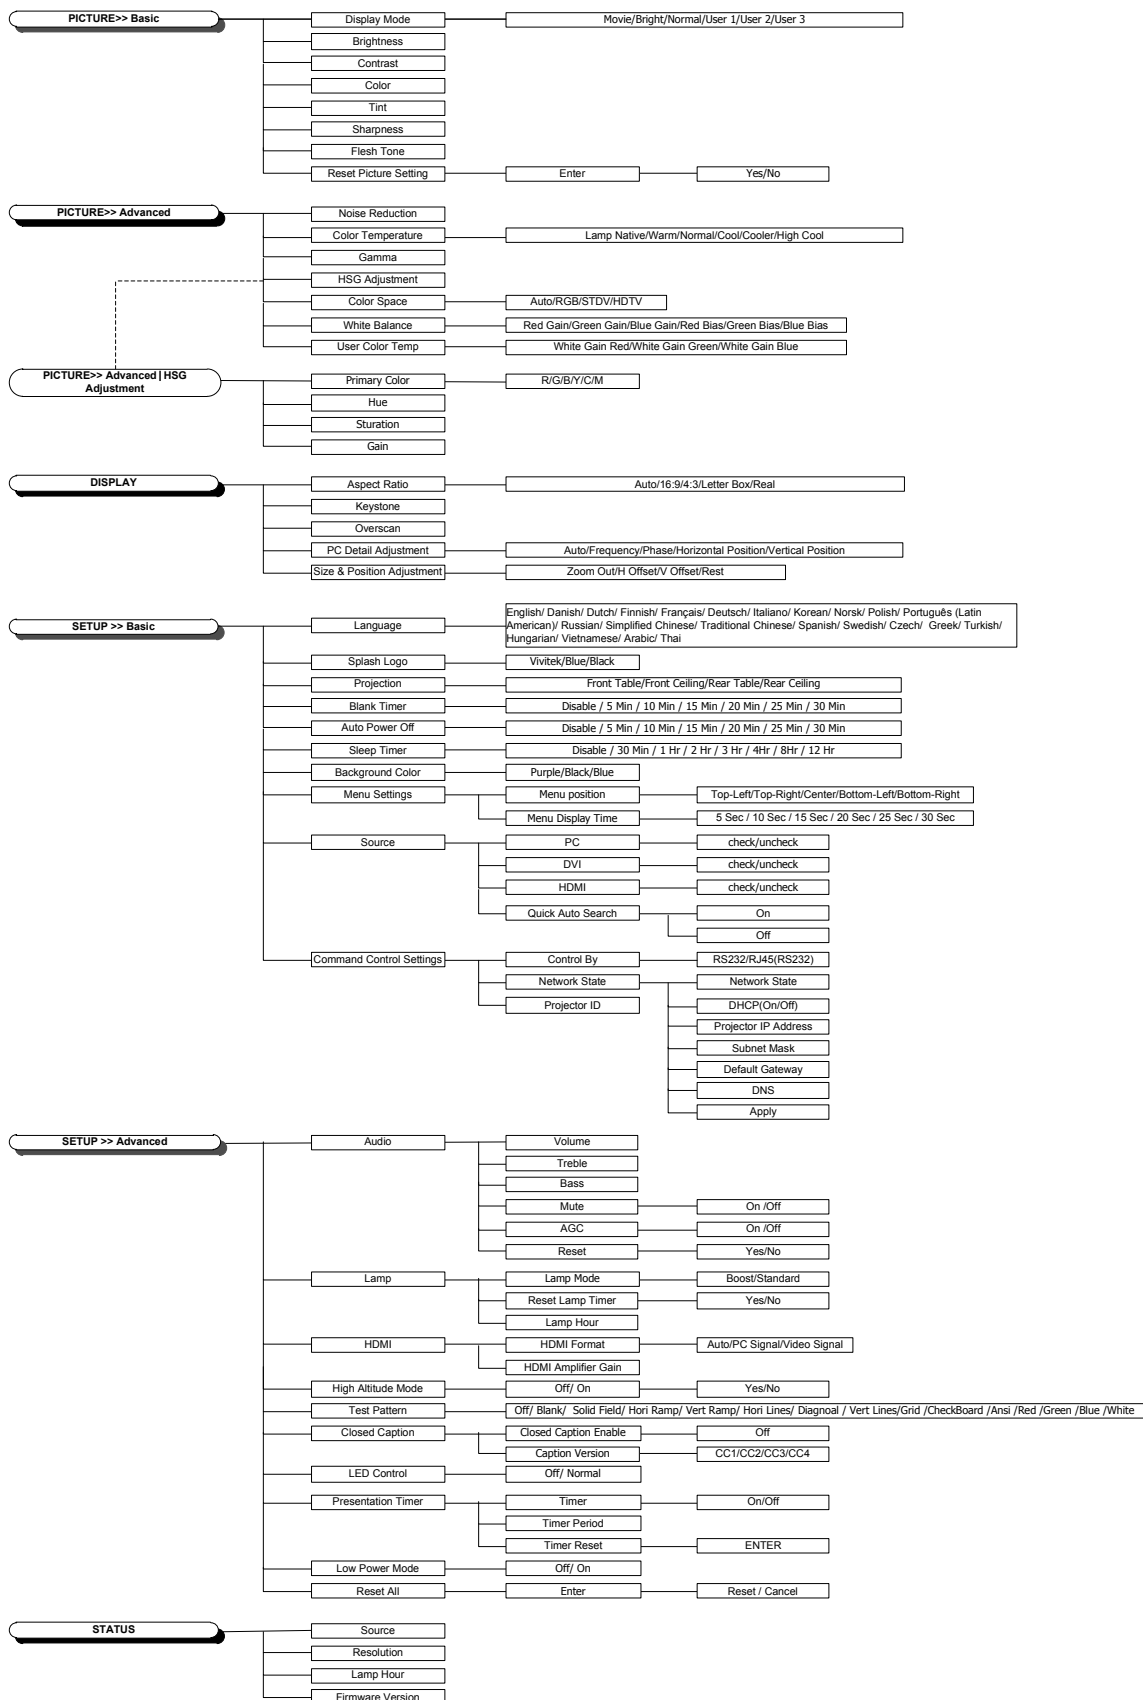 PICTURE>> Basic
Display Mode
Movie/Bright/Normal/User 1/User 2/User 3
Brightness
Contrast
Color
Tint
Sharpness
Flesh Tone
Reset Picture Setting
Enter
Yes/No
PICTURE>> Advanced
Noise Reduction
Color Temperature
Lamp Native/Warm/Normal/Cool/Cooler/High Cool
Gamma
HSG Adjustment
Color Space
Auto/RGB/STDV/HDTV
White Balance
Red Gain/Green Gain/Blue Gain/Red Bias/Green Bias/Blue Bias
User Color Temp
White Gain Red/White Gain Green/White Gain Blue
PICTURE>> Advanced | HSG
Adjustment
Primary Color
R/G/B/Y/C/M
Hue
Sturation
Gain
DISPLAY
Aspect Ratio
Auto/16:9/4:3/Letter Box/Real
Keystone
Overscan
PC Detail Adjustment
Auto/Frequency/Phase/Horizontal Position/Vertical Position
Size & Position Adjustment
Zoom Out/H Offset/V Offset/Rest
SETUP >> Basic
Language
English/ Danish/ Dutch/ Finnish/ Français/ Deutsch/ Italiano/ Korean/ Norsk/ Polish/ Português (Latin
American)/ Russian/ Simplified Chinese/ Traditional Chinese/ Spanish/ Swedish/ Czech/ Greek/ Turkish/
Hungarian/ Vietnamese/ Arabic/ Thai
Splash Logo
Vivitek/Blue/Black
Projection
Front Table/Front Ceiling/Rear Table/Rear Ceiling
Blank Timer
Disable / 5 Min / 10 Min / 15 Min / 20 Min / 25 Min / 30 Min
Auto Power Off
Disable / 5 Min / 10 Min / 15 Min / 20 Min / 25 Min / 30 Min
Sleep Timer
Disable / 30 Min / 1 Hr / 2 Hr / 3 Hr / 4Hr / 8Hr / 12 Hr
Background Color
Purple/Black/Blue
Menu Settings
Menu position
Top-Left/Top-Right/Center/Bottom-Left/Bottom-Right
Menu Display Time
5 Sec / 10 Sec / 15 Sec / 20 Sec / 25 Sec / 30 Sec
Source
PC
check/uncheck
DVI
check/uncheck
HDMI
check/uncheck
Quick Auto Search
On
Off
Command Control Settings
Control By
RS232/RJ45(RS232)
Network State
Network State
Projector ID
DHCP(On/Off)
Projector IP Address
Subnet Mask
Default Gateway
DNS
Apply
SETUP >> Advanced
Audio
Volume
Treble
Bass
Mute
On /Off
AGC
On /Off
Reset
Yes/No
Lamp
Lamp Mode
Boost/Standard
Reset Lamp Timer
Yes/No
Lamp Hour
HDMI
HDMI Format
Auto/PC Signal/Video Signal
HDMI Amplifier Gain
High Altitude Mode
Off/ On
Yes/No
Test Pattern
Off/ Blank/ Solid Field/ Hori Ramp/ Vert Ramp/ Hori Lines/ Diagnoal / Vert Lines/Grid /CheckBoard /Ansi /Red /Green /Blue /White
Closed Caption
Closed Caption Enable
Off
Caption Version
CC1/CC2/CC3/CC4
LED Control
Off/ Normal
Presentation Timer
Timer
On/Off
Timer Period
Timer Reset
ENTER
Low Power Mode
Off/ On
Reset All
Enter
Reset / Cancel
STATUS
Source
Resolution
Lamp Hour
Firmware Version